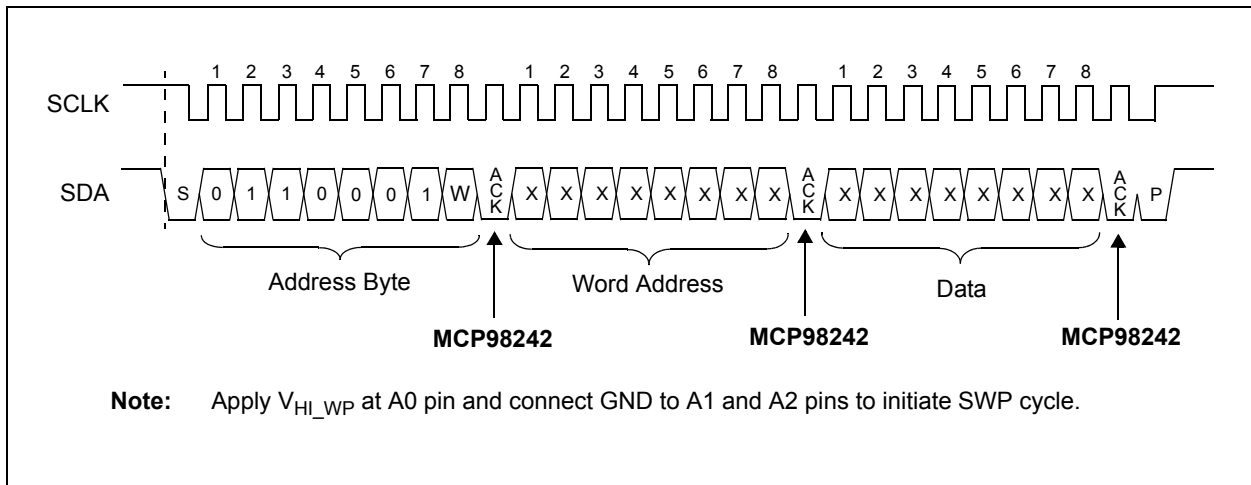 1 2 3 4 5 6 7 8 1 2 3 4 5 6 7 8 1 2 3 4 5 6 7 8
SCLK
SDA S 0 1 1 0 0 0 1 W ACK X X X X X X X X ACK X X X X X X X X ACK P
Address Byte Word Address Data
MCP98242 MCP98242 MCP98242
Note: Apply VHI_WP at A0 pin and connect GND to A1 and A2 pins to initiate SWP cycle.